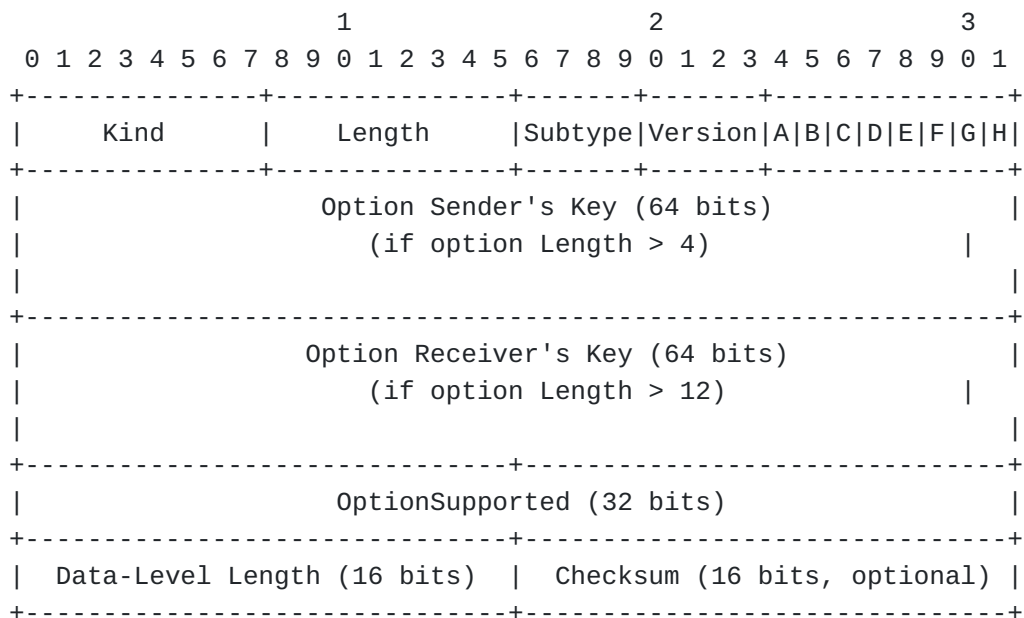 1                   2                   3
 0 1 2 3 4 5 6 7 8 9 0 1 2 3 4 5 6 7 8 9 0 1 2 3 4 5 6 7 8 9 0 1
+---------------+---------------+-------+-------+---------------+
|     Kind      |    Length     |Subtype|Version|A|B|C|D|E|F|G|H|
+---------------+---------------+-------+-------+---------------+
|                   Option Sender's Key (64 bits)               |
|                      (if option Length > 4)                |
|                                                               |
+---------------------------------------------------------------+
|                  Option Receiver's Key (64 bits)              |
|                      (if option Length > 12)               |
|                                                               |
+-------------------------------+-------------------------------+
|                    OptionSupported (32 bits)                  |
+-------------------------------+-------------------------------+
|  Data-Level Length (16 bits)  |  Checksum (16 bits, optional) |
+-------------------------------+-------------------------------+